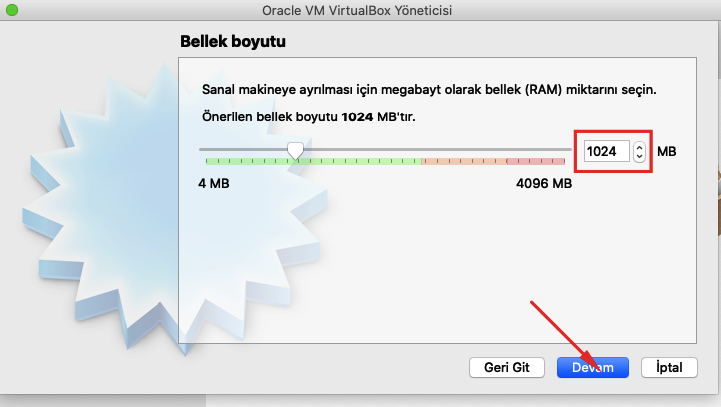 Oracle VM VirtualBox Yöneticisi
Bellek boyutu
Sanal makineye ayrılması için megabayt olarak bellek (RAM) miktarını seçin.
Önerilen bellek boyutu 1024 MB'tır.
1024 MB
4 MB 4096 MB
Geri Git Devam İptal